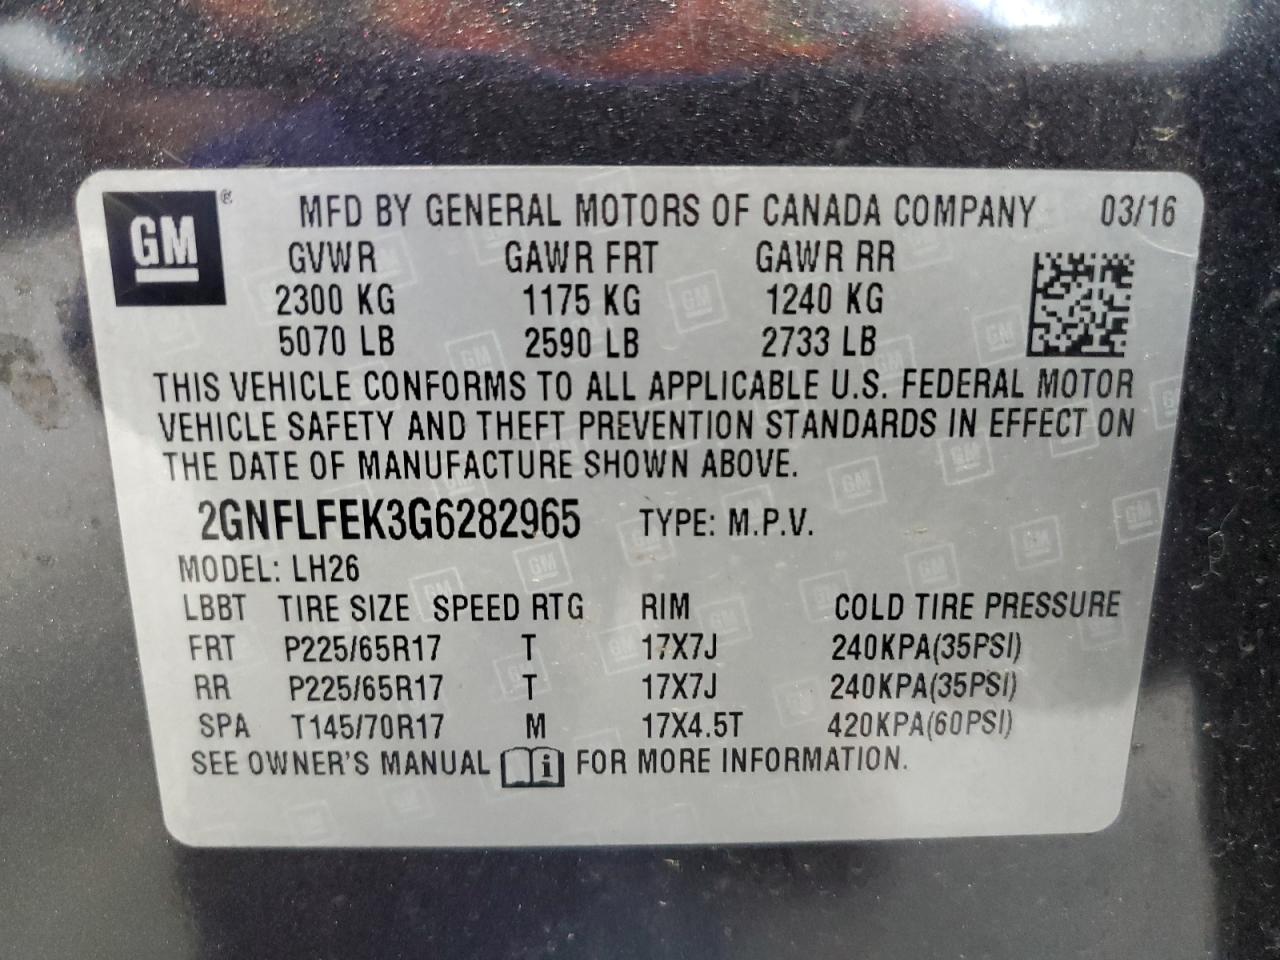 GM ® MFD BY GENERAL MOTORS OF CANADA COMPANY 03/16
GVWR GAWR FRT GAWR RR
2300 KG 1175 KG 1240 KG
5070 LB 2590 LB 2733 LB
THIS VEHICLE CONFORMS TO ALL APPLICABLE U.S. FEDERAL MOTOR
VEHICLE SAFETY AND THEFT PREVENTION STANDARDS IN EFFECT ON
THE DATE OF MANUFACTURE SHOWN ABOVE.
2GNFLFEK3G6282965 TYPE: M.P.V.
MODEL: LH26
LBBT TIRE SIZE SPEED RTG RIM COLD TIRE PRESSURE
FRT P225/65R17 T 17X7J 240KPA(35PSI)
RR P225/65R17 T 17X7J 240KPA(35PSI)
SPA T145/70R17 M 17X4.5T 420KPA(60PSI)
SEE OWNER'S MANUAL i FOR MORE INFORMATION.